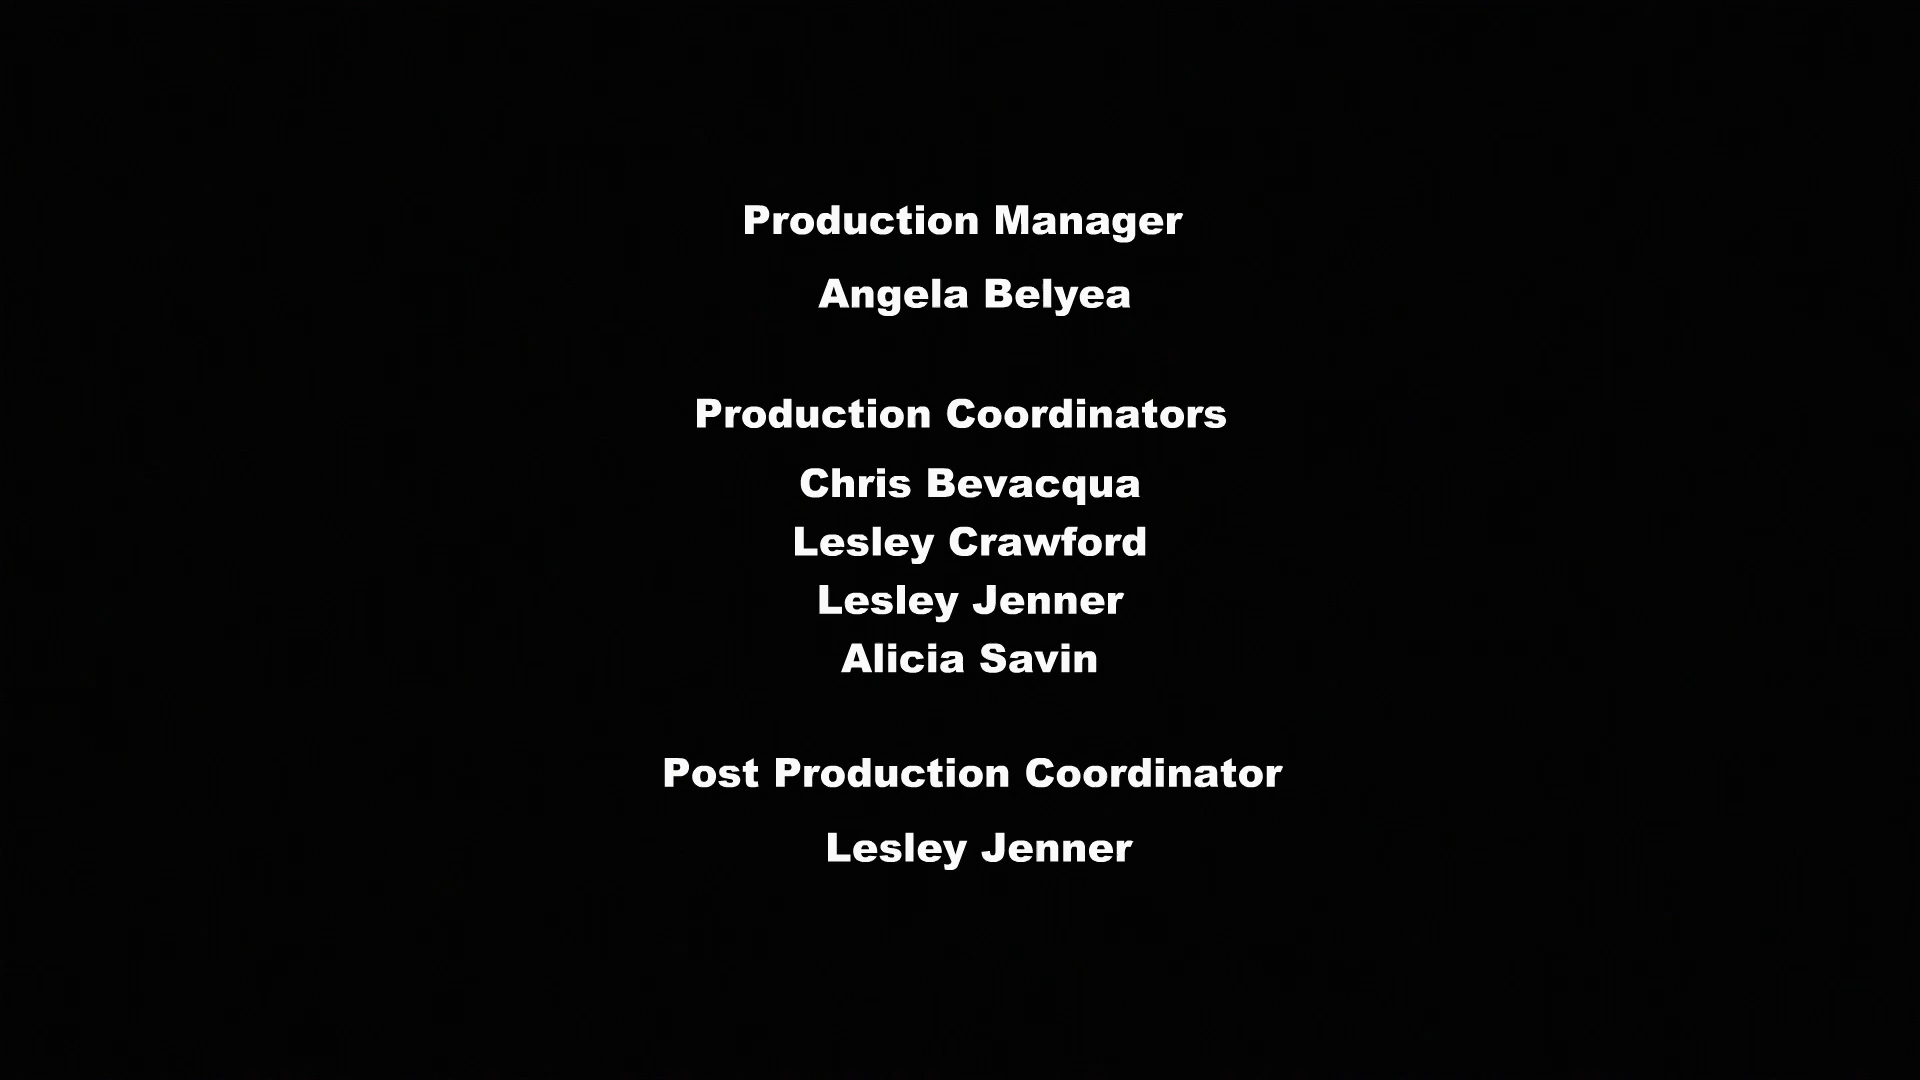 Production Manager
Angela Belyea
Production Coordinators
Chris Bevacqua
Lesley Crawford
Lesley Jenner
Alicia Savin
Post Production Coordinator
Lesley Jenner